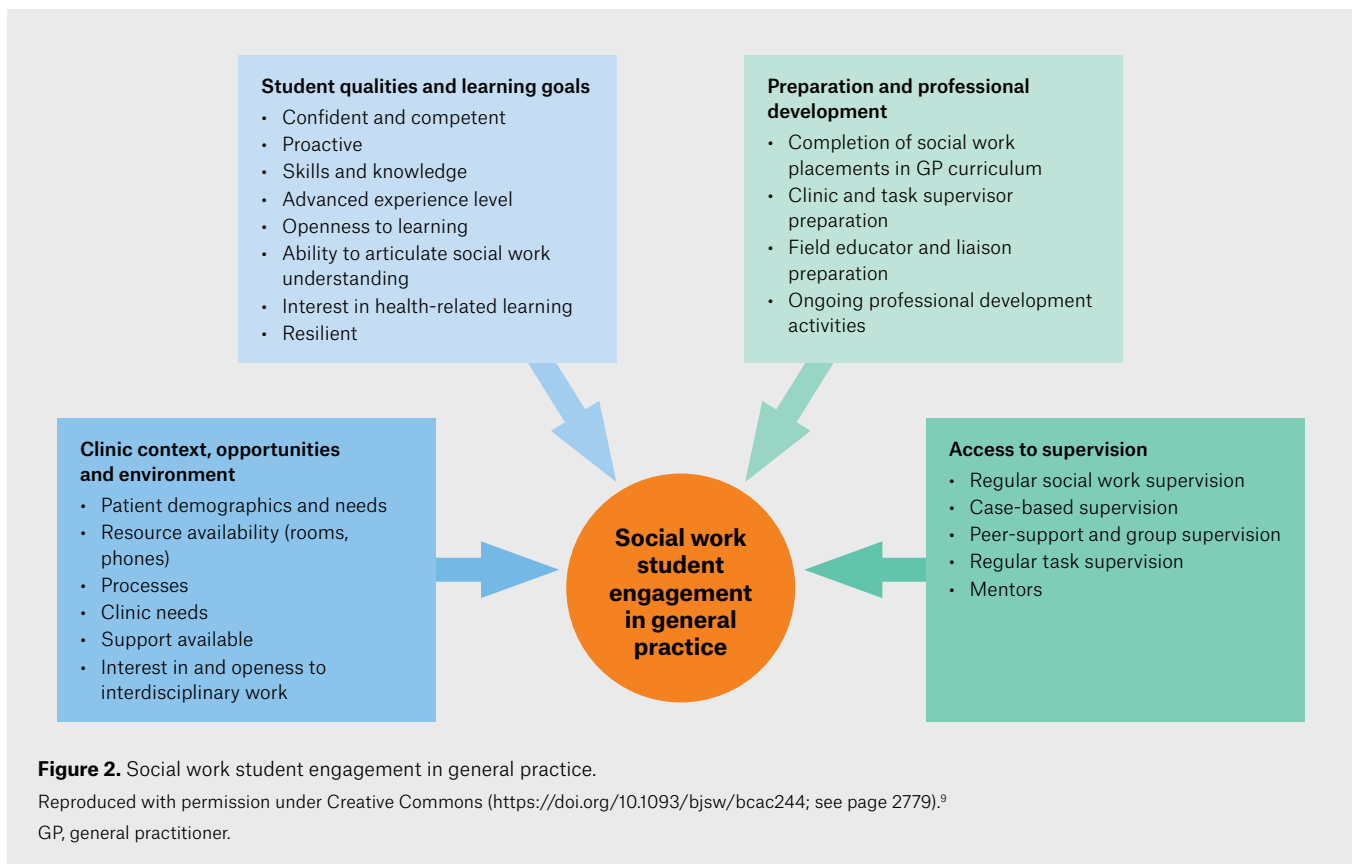 Student qualities and learning goals
• Confident and competent
• Proactive
• Skills and knowledge
• Advanced experience level
• Openness to learning
• Ability to articulate social work
understanding
• Interest in health-related learning
• Resilient
Preparation and professional
development
• Completion of social work
placements in GP curriculum
• Clinic and task supervisor
preparation
• Field educator and liaison
preparation
• Ongoing professional development
activities
Clinic context, opportunities
and environment
• Patient demographics and needs
• Resource availability (rooms,
phones)
• Processes
• Clinic needs
• Support available
• Interest in and openess to
interdisciplinary work
Social work
student
engagement
in general
practice
Access to supervision
• Regular social work supervision
• Case-based supervision
• Peer-support and group supervision
• Regular task supervision
• Mentors
Figure 2. Social work student engagement in general practice.
Reproduced with permission under Creative Commons (https://doi.org/10.1093/bjsw/bcac244; see page 2779).⁹
GP, general practitioner.